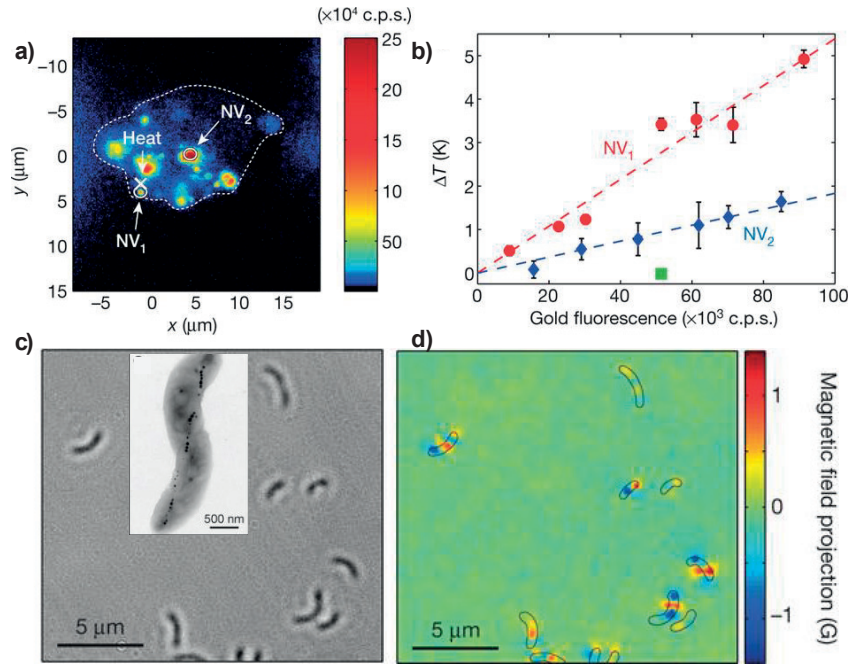 (×10⁴ c.p.s.)
a)
−10
−5
0
5
10
15
y (μm)
−5
0
5
10
15
x (μm)
Heat
NV₂
NV₁
25
20
15
10
50
b)
5
4
3
2
1
0
ΔT (K)
NV₁
NV₂
0
20
40
60
80
100
Gold fluorescence (×10³ c.p.s.)
c)
500 nm
5 μm
d)
5 μm
1
0
−1
Magnetic field projection (G)